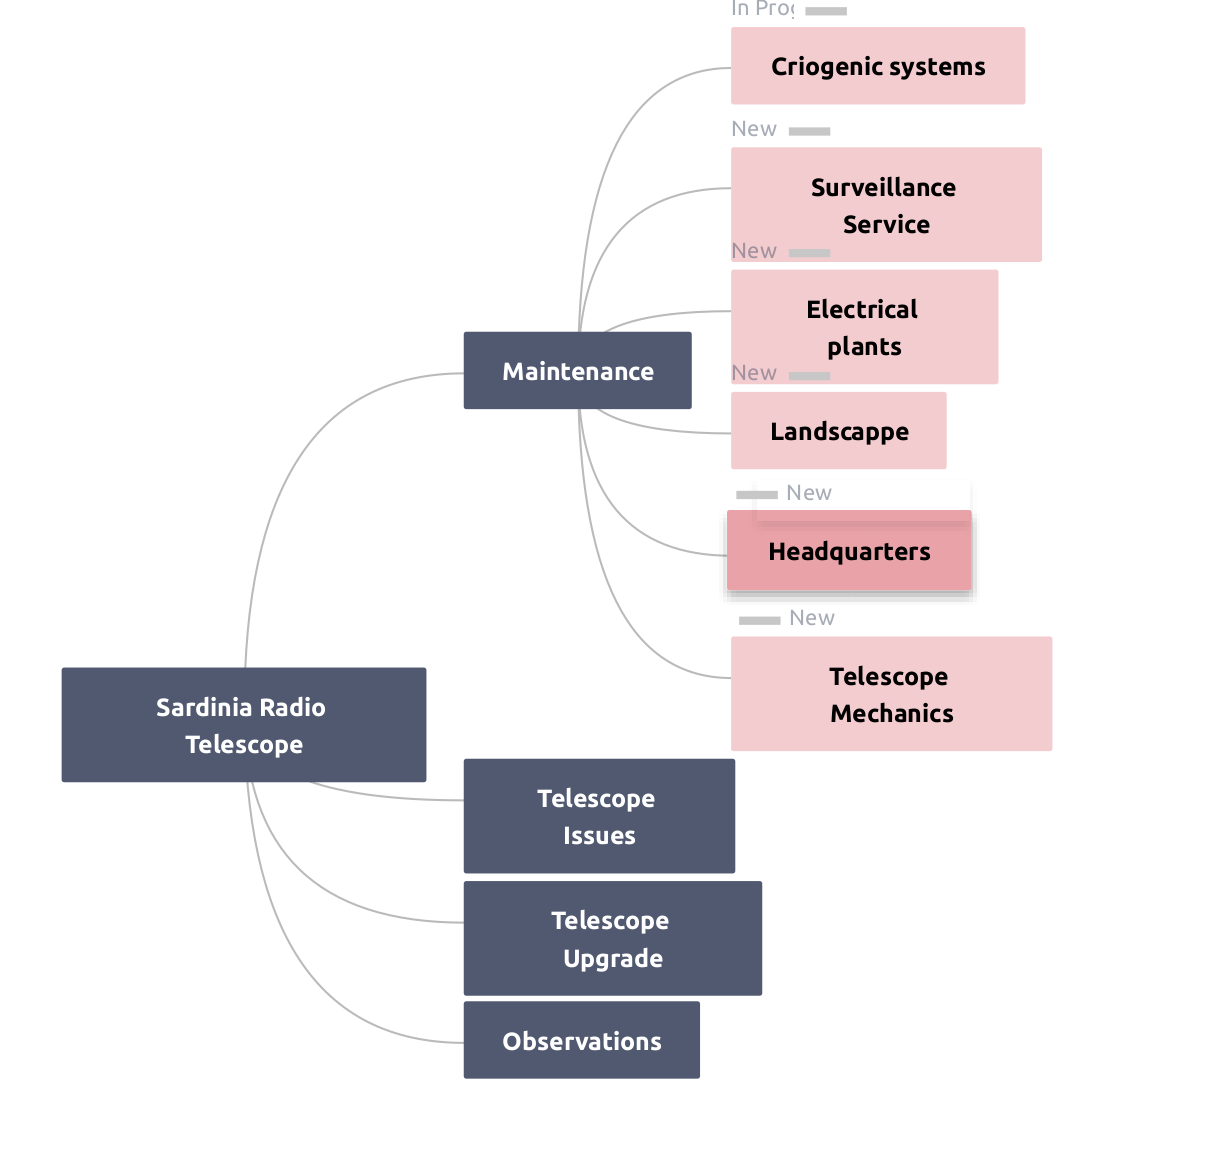 In Prog
Criogenic systems
New
Surveillance
Service
New
Electrical
plants
New
Maintenance
Landscappe
New
Headquarters
New
Telescope
Mechanics
Sardinia Radio
Telescope
Telescope
Issues
Telescope
Upgrade
Observations